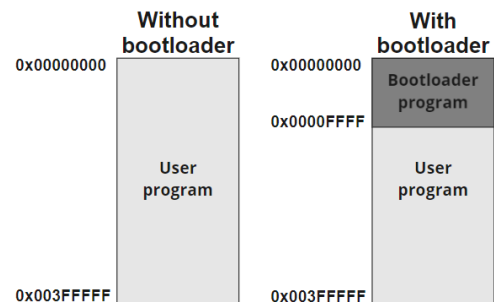 Without
bootloader
0x00000000
User
program
0x003FFFFF
With
bootloader
0x00000000
Bootloader
program
0x0000FFFF
User
program
0x003FFFFF